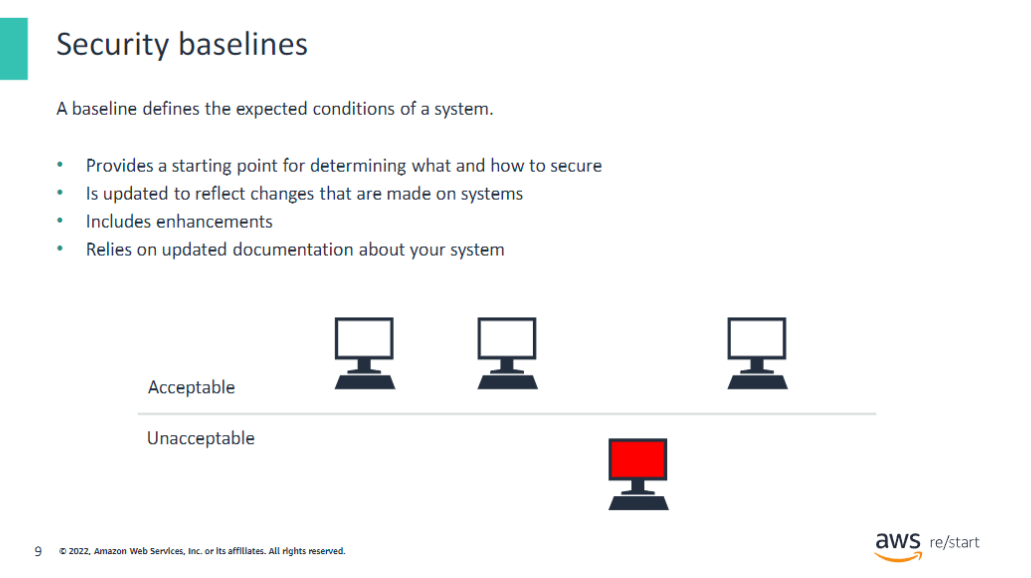 Security baselines
A baseline defines the expected conditions of a system.
• Provides a starting point for determining what and how to secure
• Is updated to reflect changes that are made on systems
• Includes enhancements
• Relies on updated documentation about your system
Acceptable
Unacceptable
9 © 2022, Amazon Web Services, Inc. or its affiliates. All rights reserved.
aws re/start